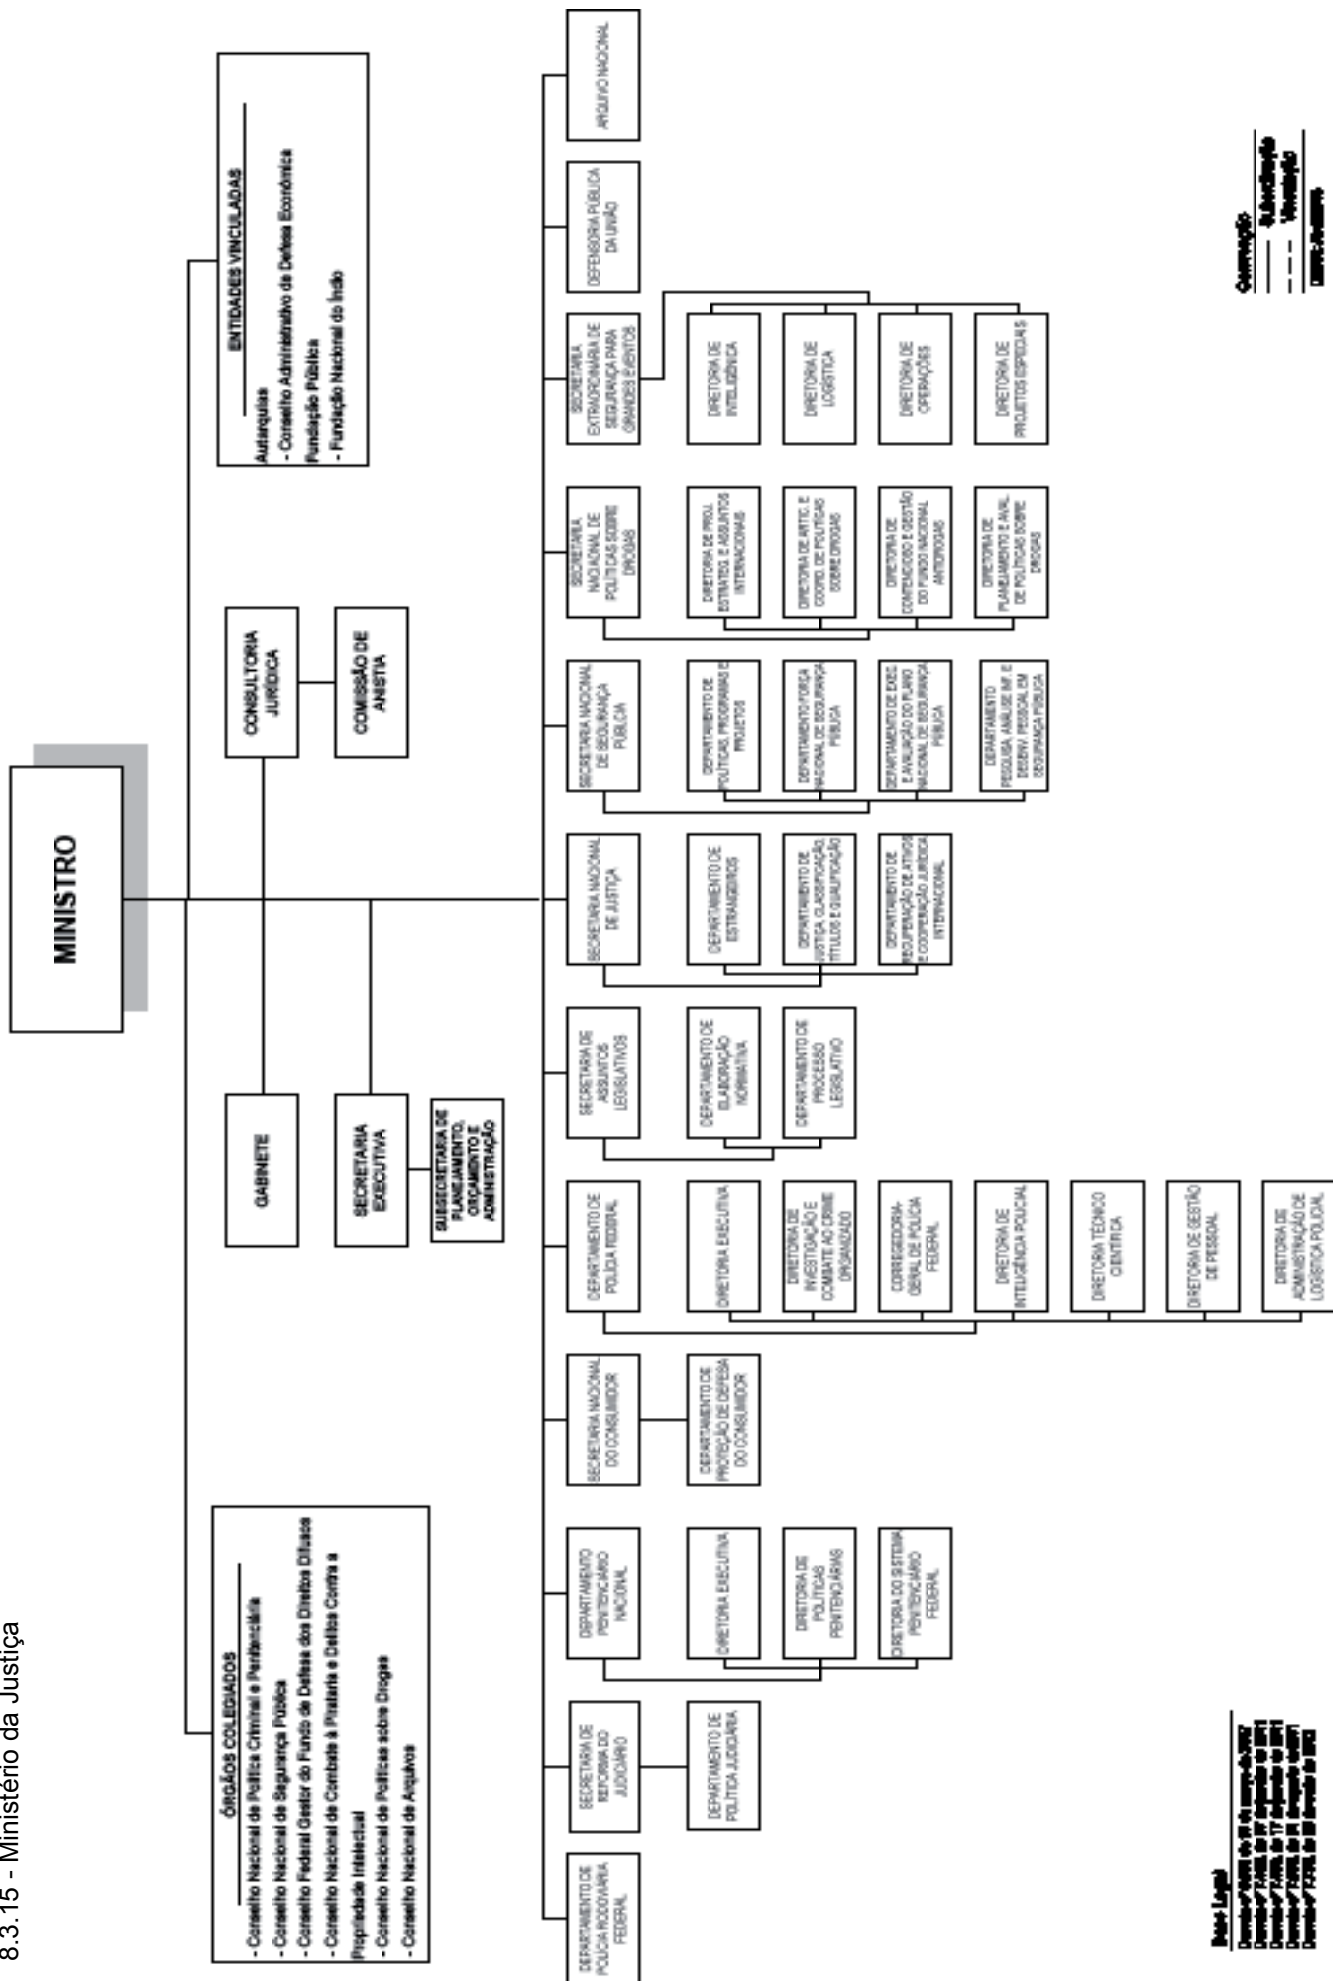 8.3.15 - Ministério da Justiça
MINISTRO
ÓRGÃOS COLEGIADOS
- Conselho Nacional de Política Criminal e Penitenciária
- Conselho Nacional de Segurança Pública
- Conselho Federal Gestor do Fundo de Defesa dos Direitos Difusos
- Conselho Nacional de Combate à Pirataria e Delitos Contra a
Propriedade Intelectual
- Conselho Nacional de Políticas sobre Drogas
- Conselho Nacional de Arquivos
GABINETE
CONSULTORIA
JURÍDICA
ENTIDADES VINCULADAS
Autarquias
- Conselho Administrativo de Defesa Econômica
Fundação Pública
- Fundação Nacional do Índio
SECRETARIA
EXECUTIVA
COMISSÃO DE
ANISTIA
SUBSECRETARIA DE
PLANEJAMENTO,
ORÇAMENTO E
ADMINISTRAÇÃO
DEPARTAMENTO DE
POLÍCIA RODOVIÁRIA
FEDERAL
SECRETARIA DE
REFORMA DO
JUDICIÁRIO
DEPARTAMENTO DE
POLÍTICA JUDICIÁRIA
DEPARTAMENTO
PENITENCIÁRIO
NACIONAL
DIRETORIA EXECUTIVA
DIRETORIA DE
POLÍTICAS
PENITENCIÁRIAS
DIRETORIA DO SISTEMA
PENITENCIÁRIO
FEDERAL
SECRETARIA NACIONAL
DO CONSUMIDOR
DEPARTAMENTO DE
PROTEÇÃO DE DEFESA
DO CONSUMIDOR
DEPARTAMENTO DE
POLÍCIA FEDERAL
DIRETORIA EXECUTIVA
DIRETORIA DE
INVESTIGAÇÃO E
COMBATE AO CRIME
ORGANIZADO
CORREGEDORIA-
GERAL DE POLÍCIA
FEDERAL
DIRETORIA DE
INTELIGÊNCIA POLICIAL
DIRETORIA TÉCNICO
CIENTÍFICA
DIRETORIA DE GESTÃO
DE PESSOAL
DIRETORIA DE
ADMINISTRAÇÃO DE
LOGÍSTICA POLICIAL
SECRETARIA DE
ASSUNTOS
LEGISLATIVOS
DEPARTAMENTO DE
ELABORAÇÃO
NORMATIVA
DEPARTAMENTO DE
PROCESSO
LEGISLATIVO
SECRETARIA NACIONAL
DE JUSTIÇA
DEPARTAMENTO DE
ESTRANGEIROS
DEPARTAMENTO DE
JUSTIÇA, CLASSIFICAÇÃO,
TÍTULOS E QUALIFICAÇÃO
DEPARTAMENTO DE
RECUPERAÇÃO DE ATIVOS
E COOPERAÇÃO JURÍDICA
INTERNACIONAL
SECRETARIA NACIONAL
DE SEGURANÇA
PÚBLCIA
DEPARTAMENTO DE
POLÍTICAS, PROGRAMAS E
PROJETOS
DEPARTAMENTO FORÇA
NACIONAL DE SEGURANÇA
PÚBLICA
DEPARTAMENTO DE EXEC.
E AVALIAÇÃO DO PLANO
NACIONAL DE SEGURANÇA
PÚBLICA
DEPARTAMENTO
PESQUISA, ANÁLISE INF. E
DESENV. PESSOAL EM
SEGURANÇA PÚBLICA
SECRETARIA
NACIADNAL DE
POLÍTICAS SOBRE
DROGAS
DIRETORIA DE PROJ.
ESTRATEG. E ASSUNTOS
INTERNACIONAIS
DIRETORIA DE ARTIC. E
COORD. DE POLÍTICAS
SOBRE DROGAS
DIRETORIA DE
CONTENCIOSO E GESTÃO
DO FUNDO NACIONAL
ANTIDROGAS
DIRETORIA DE
PLANEJAMENTO E AVAL.
DE POLÍTICAS SOBRE
DROGAS
SECRETARIA
EXTRAORDINÁRIA DE
SEGURANÇA PARA
GRANDES EVENTOS
DIRETORIA DE
INTELIGÊNICA
DIRETORIA DE
LOGÍSTICA
DIRETORIA DE
OPERAÇÕES
DIRETORIA DE
PROJETOS ESPECIAIS
DEFENSORIA PÚBLICA
DA UNIÃO
ARQUIVO NACIONAL
Base Legal
Convenção
Subordinação
Vinculação